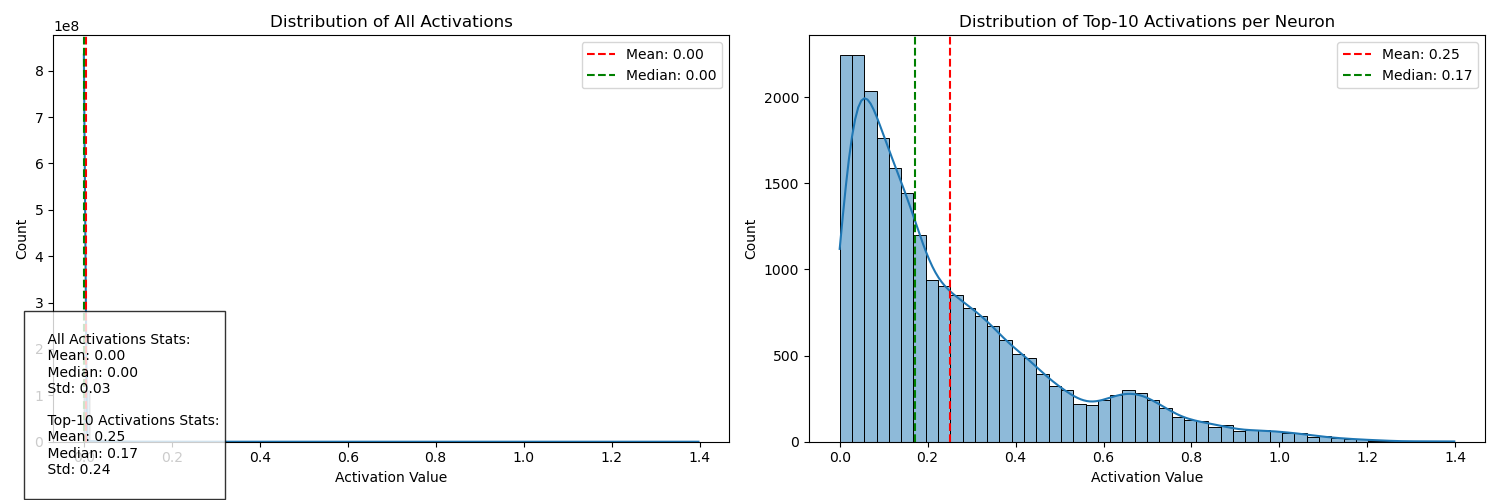 Distribution of All Activations
1e8
Mean: 0.00
Median: 0.00
8
7
6
5
4
3
2
1
0
Count
All Activations Stats:
Mean: 0.00
Median: 0.00
Std: 0.03
Top-10 Activations Stats:
Mean: 0.25
Median: 0.17
Std: 0.24
0.2
0.4
0.6
0.8
1.0
1.2
1.4
Activation Value
Distribution of Top-10 Activations per Neuron
Mean: 0.25
Median: 0.17
2000
1500
1000
500
0
Count
0.0
0.2
0.4
0.6
0.8
1.0
1.2
1.4
Activation Value